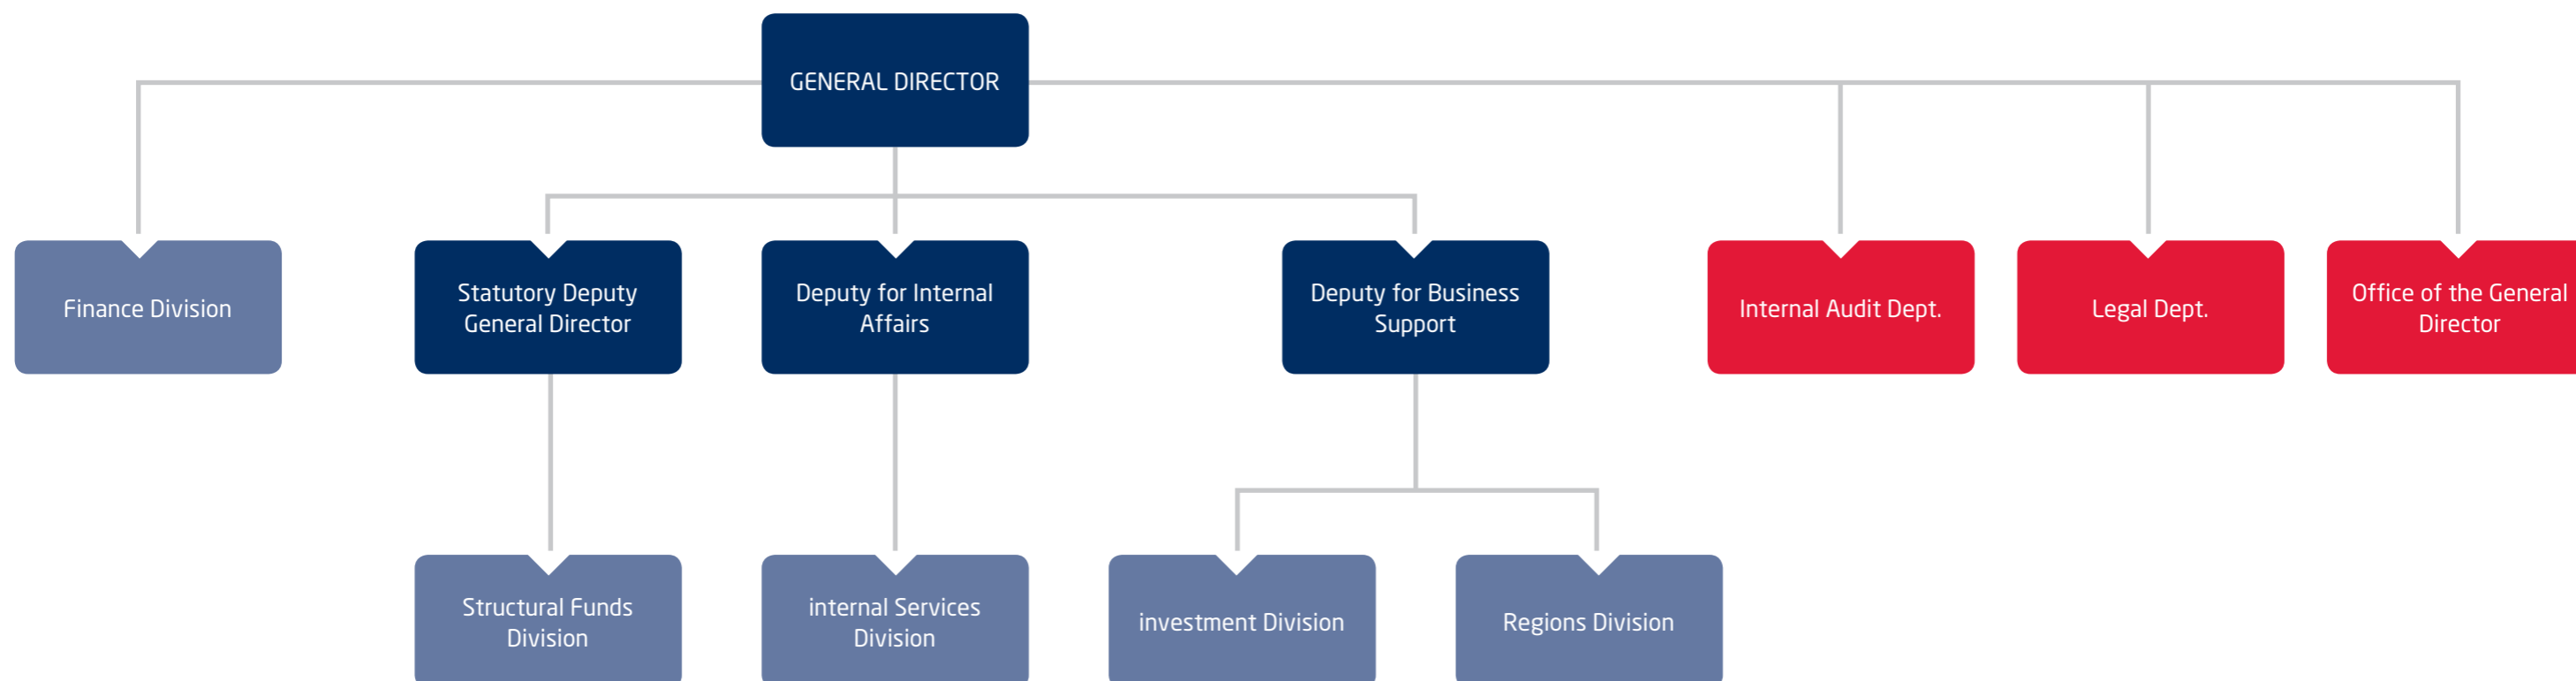 GENERAL DIRECTOR
Finance Division
Statutory Deputy
General Director
Deputy for Internal
Affairs
Deputy for Business
Support
Internal Audit Dept.
Legal Dept.
Office of the General
Director
Structural Funds
Division
internal Services
Division
investment Division
Regions Division